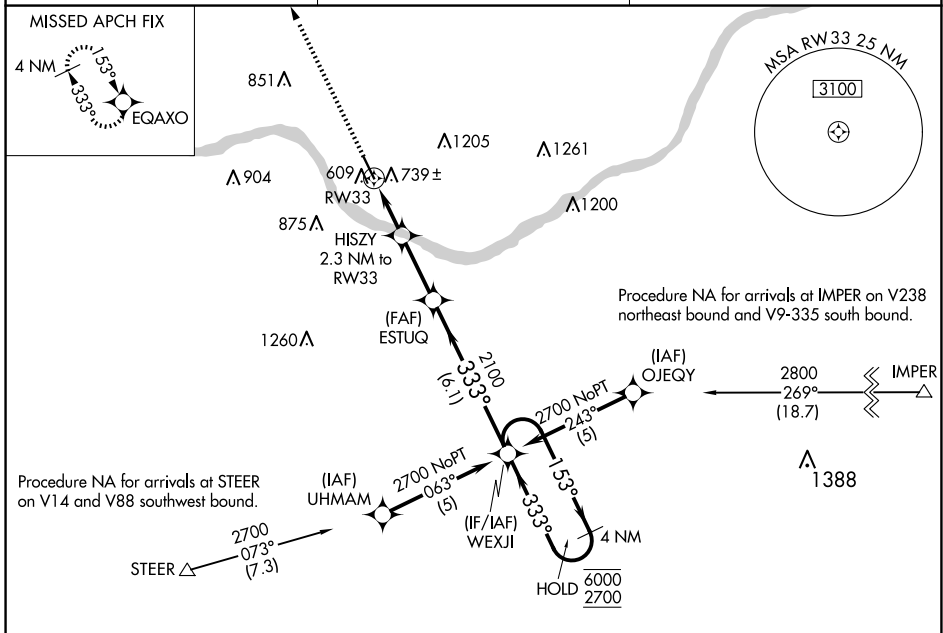 MISSED APCH FIX
4 NM
153°
333°
EQAXO
851
MSA RW33 25 NM
3100
1205
1261
904
609
739±
RW33
1200
875
HISZY
2.3 NM to
RW33
(FAF)
ESTUQ
1260
Procedure NA for arrivals at IMPER on V238
northeast bound and V9-335 south bound.
2100
333°
(6.1)
(IAF)
OJEQY
2800
269°
(18.7)
IMPER
2700 NoPT
243°
(5)
1388
Procedure NA for arrivals at STEER
on V14 and V88 southwest bound.
(IAF)
UHMAM
2700 NoPT
063°
(5)
(IF/IAF)
WEXJI
153°
333°
4 NM
2700
073°
(7.3)
STEER
HOLD
6000
2700